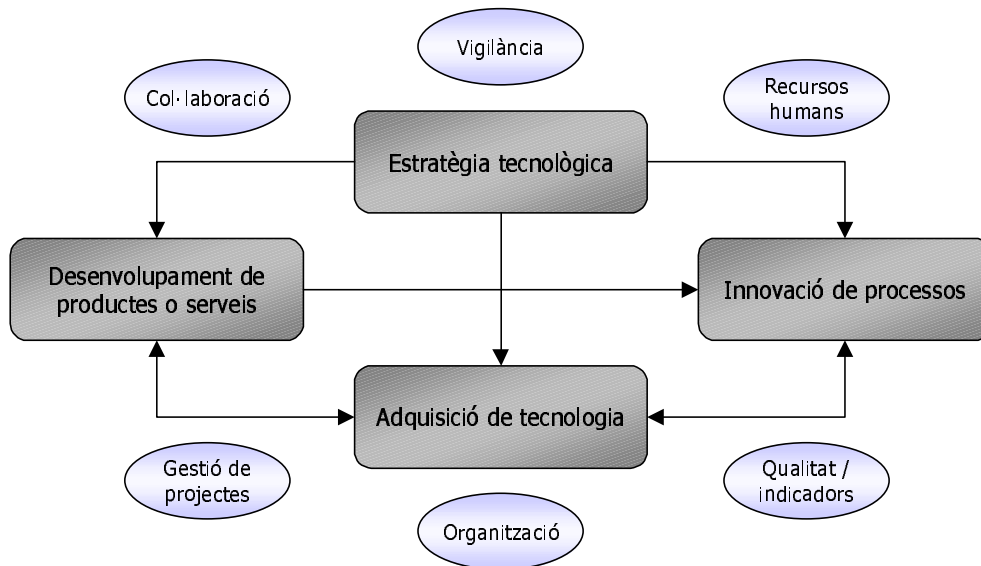 Vigilància
Col·laboració
Recursos
humans
Estratègia tecnològica
Desenvolupament de
productes o serveis
Innovació de processos
Adquisició de tecnologia
Gestió de
projectes
Qualitat /
indicadors
Organització